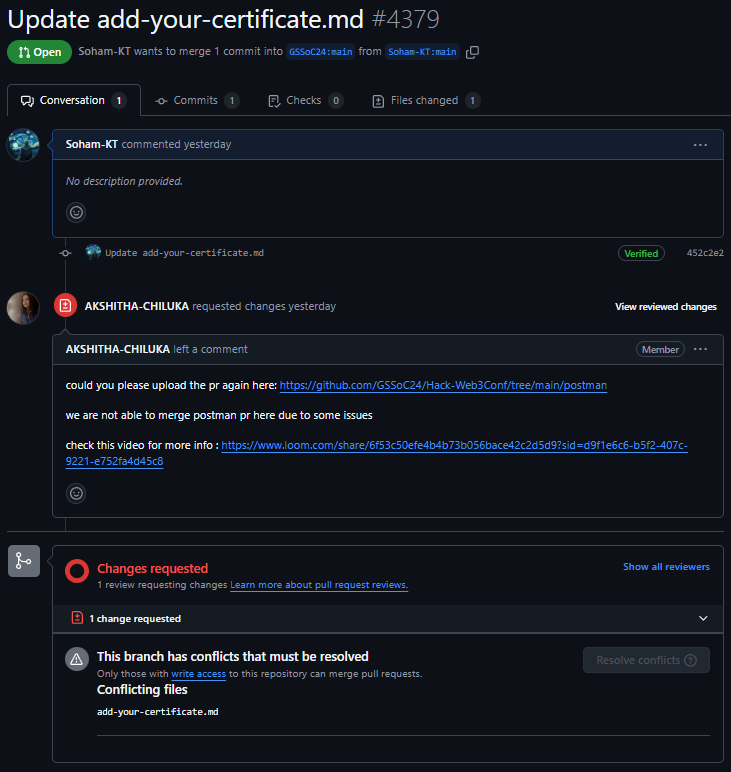 Update add-your-certificate.md #4379
Open
Soham-KT wants to merge 1 commit into GSSoC24:main from Soham-KT:main
Conversation 1
Commits 1
Checks 0
Files changed 1
Soham-KT commented yesterday
No description provided.
Update add-your-certificate.md
Verified
452c2e2
AKSHITHA-CHILUKA requested changes yesterday
View reviewed changes
AKSHITHA-CHILUKA left a comment
Member
could you please upload the pr again here: https://github.com/GSSoC24/Hack-Web3Conf/tree/main/postman
we are not able to merge postman pr here due to some issues
check this video for more info : https://www.loom.com/share/6f53c50efe4b4b73b056bace42c2d5d9?sid=d9f1e6c6-b5f2-407c-
9221-e752fa4d45c8
Changes requested
Show all reviewers
1 review requesting changes Learn more about pull request reviews.
1 change requested
This branch has conflicts that must be resolved
Resolve conflicts
Only those with write access to this repository can merge pull requests.
Conflicting files
add-your-certificate.md